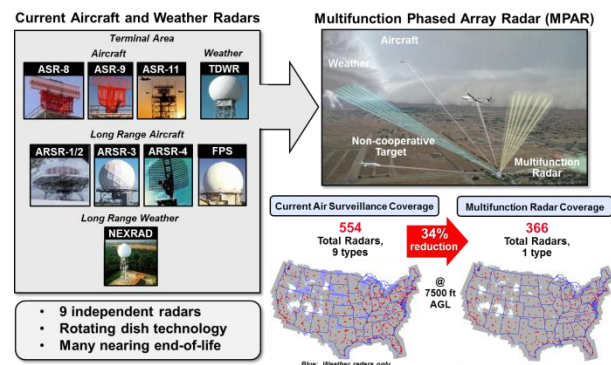 Current Aircraft and Weather Radars
Terminal Area
Aircraft
Weather
ASR-8
ASR-9
ASR-11
TDWR
Long Range Aircraft
ARSR-1/2
ARSR-3
ARSR-4
FPS
Long Range Weather
NEXRAD
• 9 independent radars
• Rotating dish technology
• Many nearing end-of-life
Multifunction Phased Array Radar (MPAR)
Aircraft
Weather
Non-cooperative
Target
Multifunction
Radar
Current Air Surveillance Coverage
554
Total Radars,
9 types
34%
reduction
@
7500 ft
AGL
Multifunction Radar Coverage
366
Total Radars,
1 type
Blue: Weather radars only